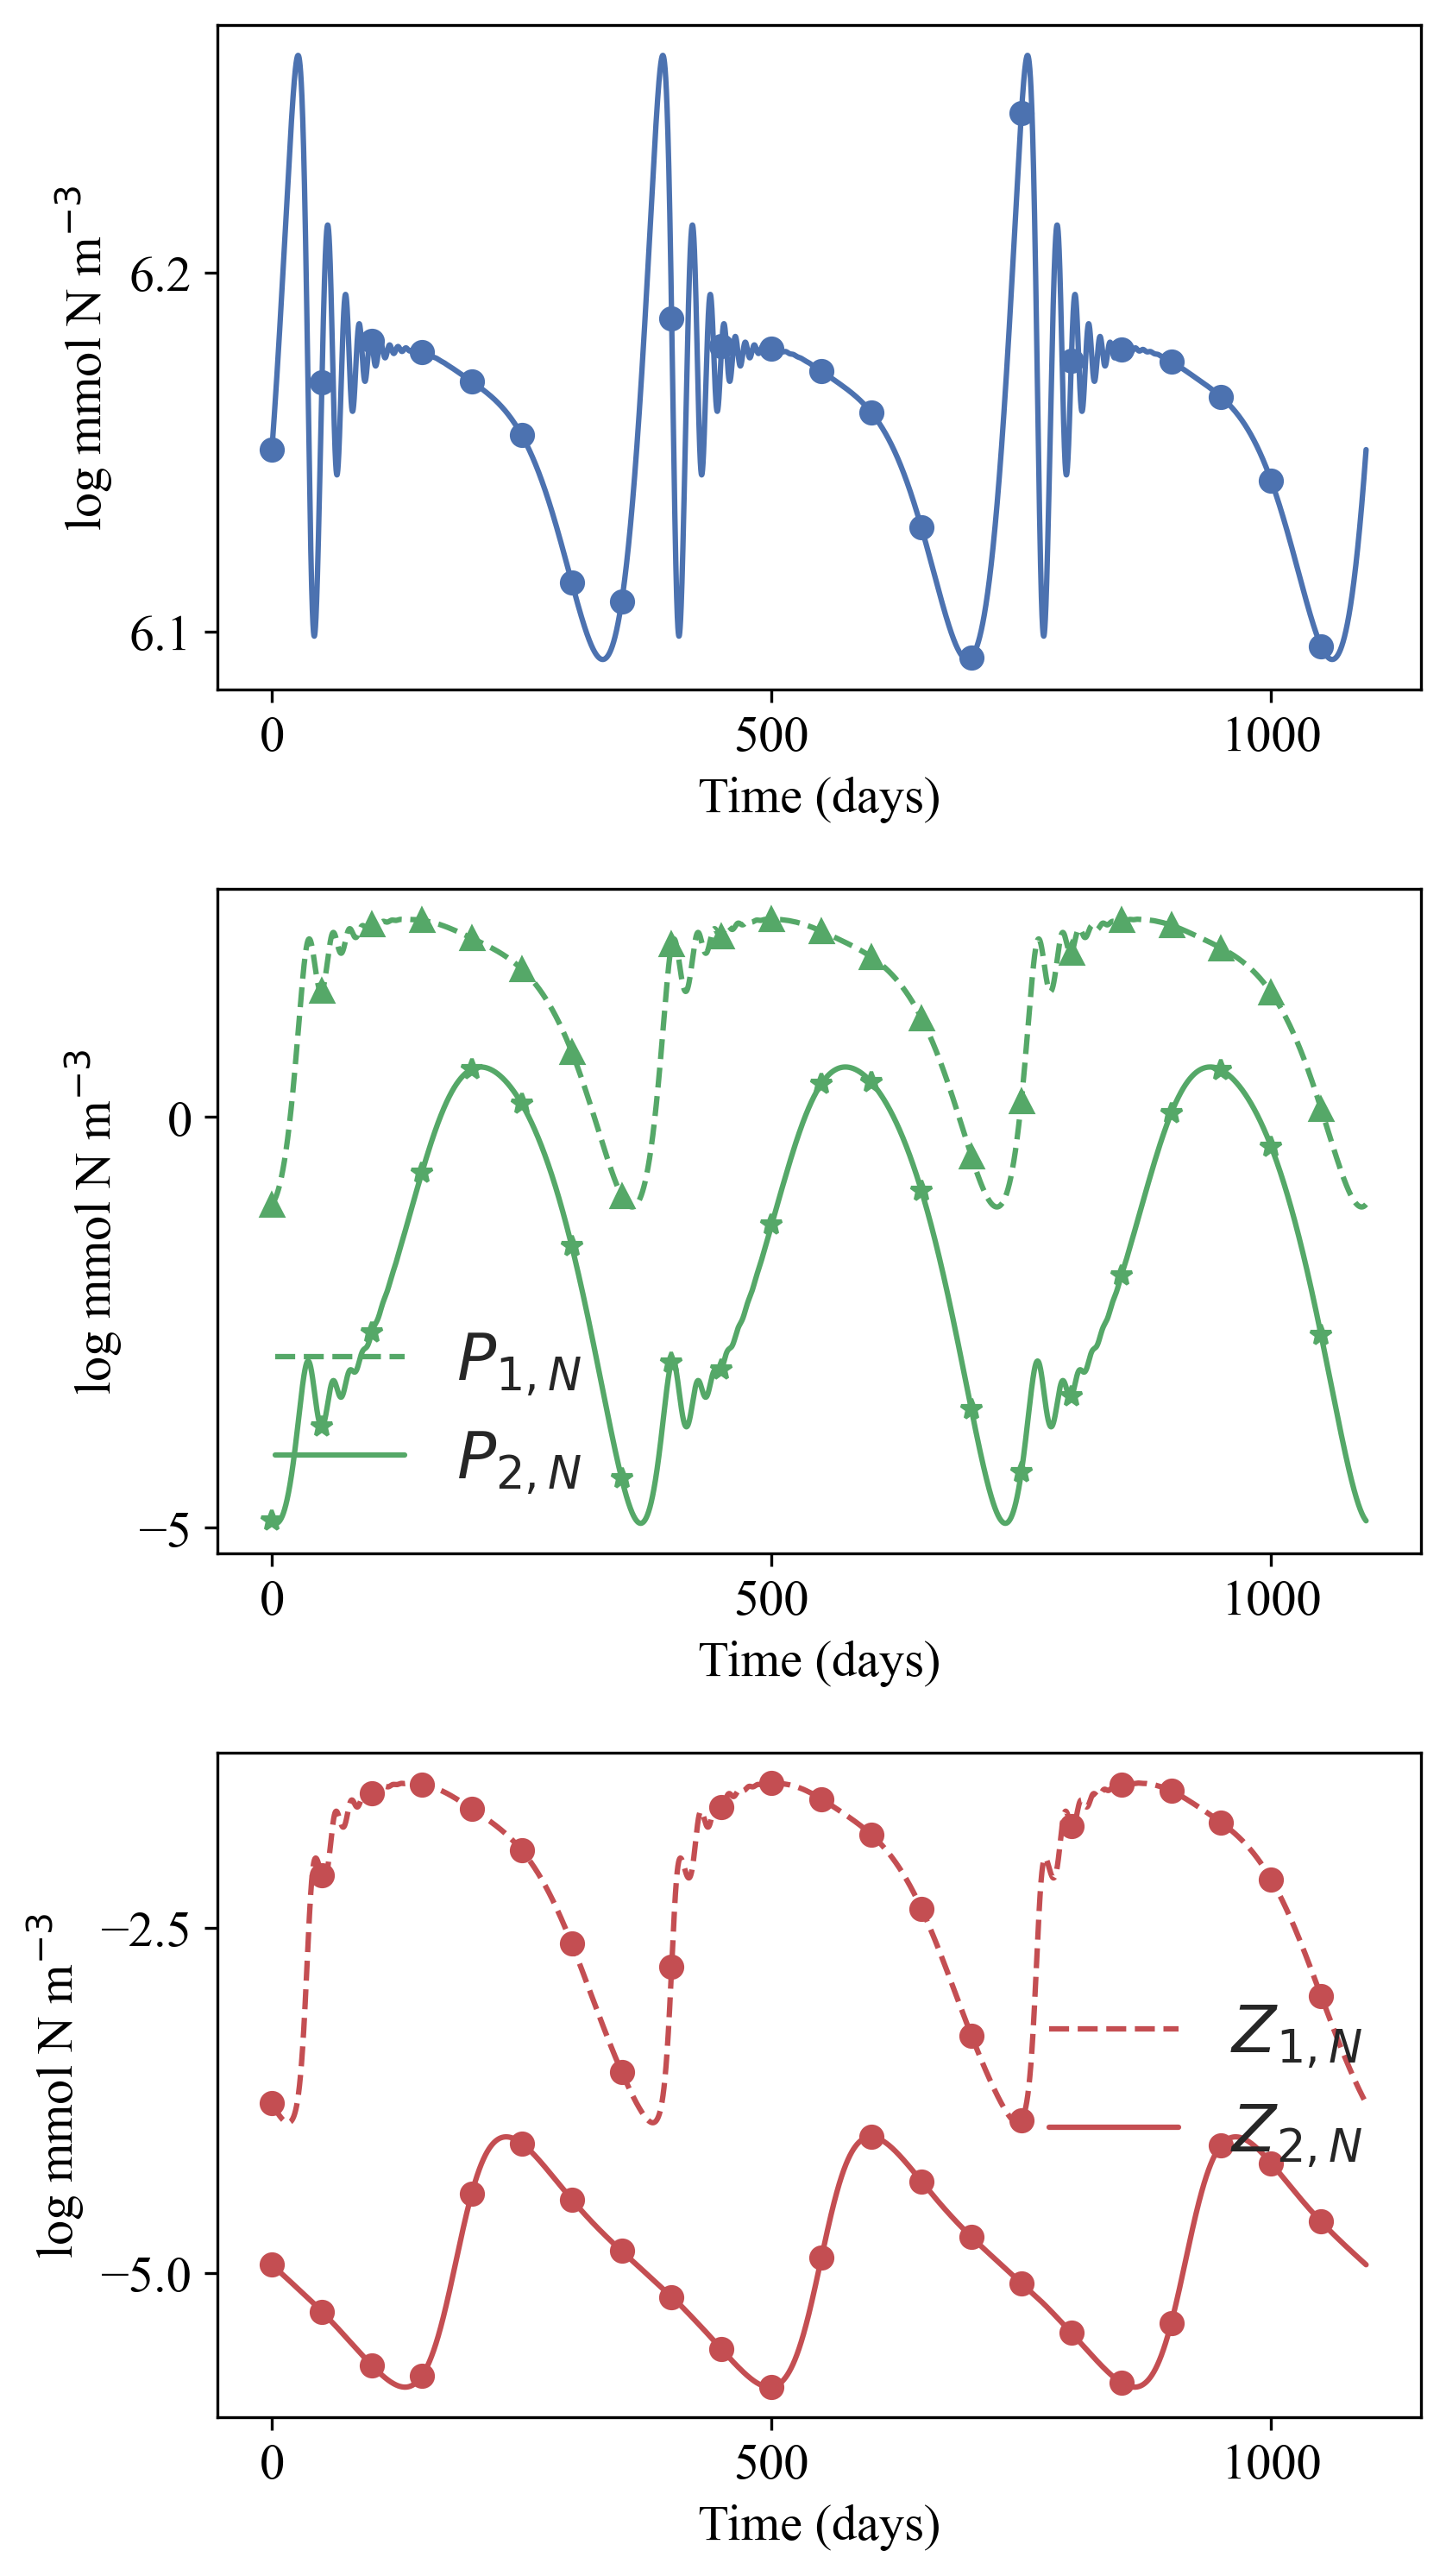 log mmol N m⁻³
6.2
6.1
0 500 1000
Time (days)
log mmol N m⁻³
0
P₁,N
P₂,N
−5
0 500 1000
Time (days)
log mmol N m⁻³
−2.5
Z₁,N
Z₂,N
−5.0
0 500 1000
Time (days)